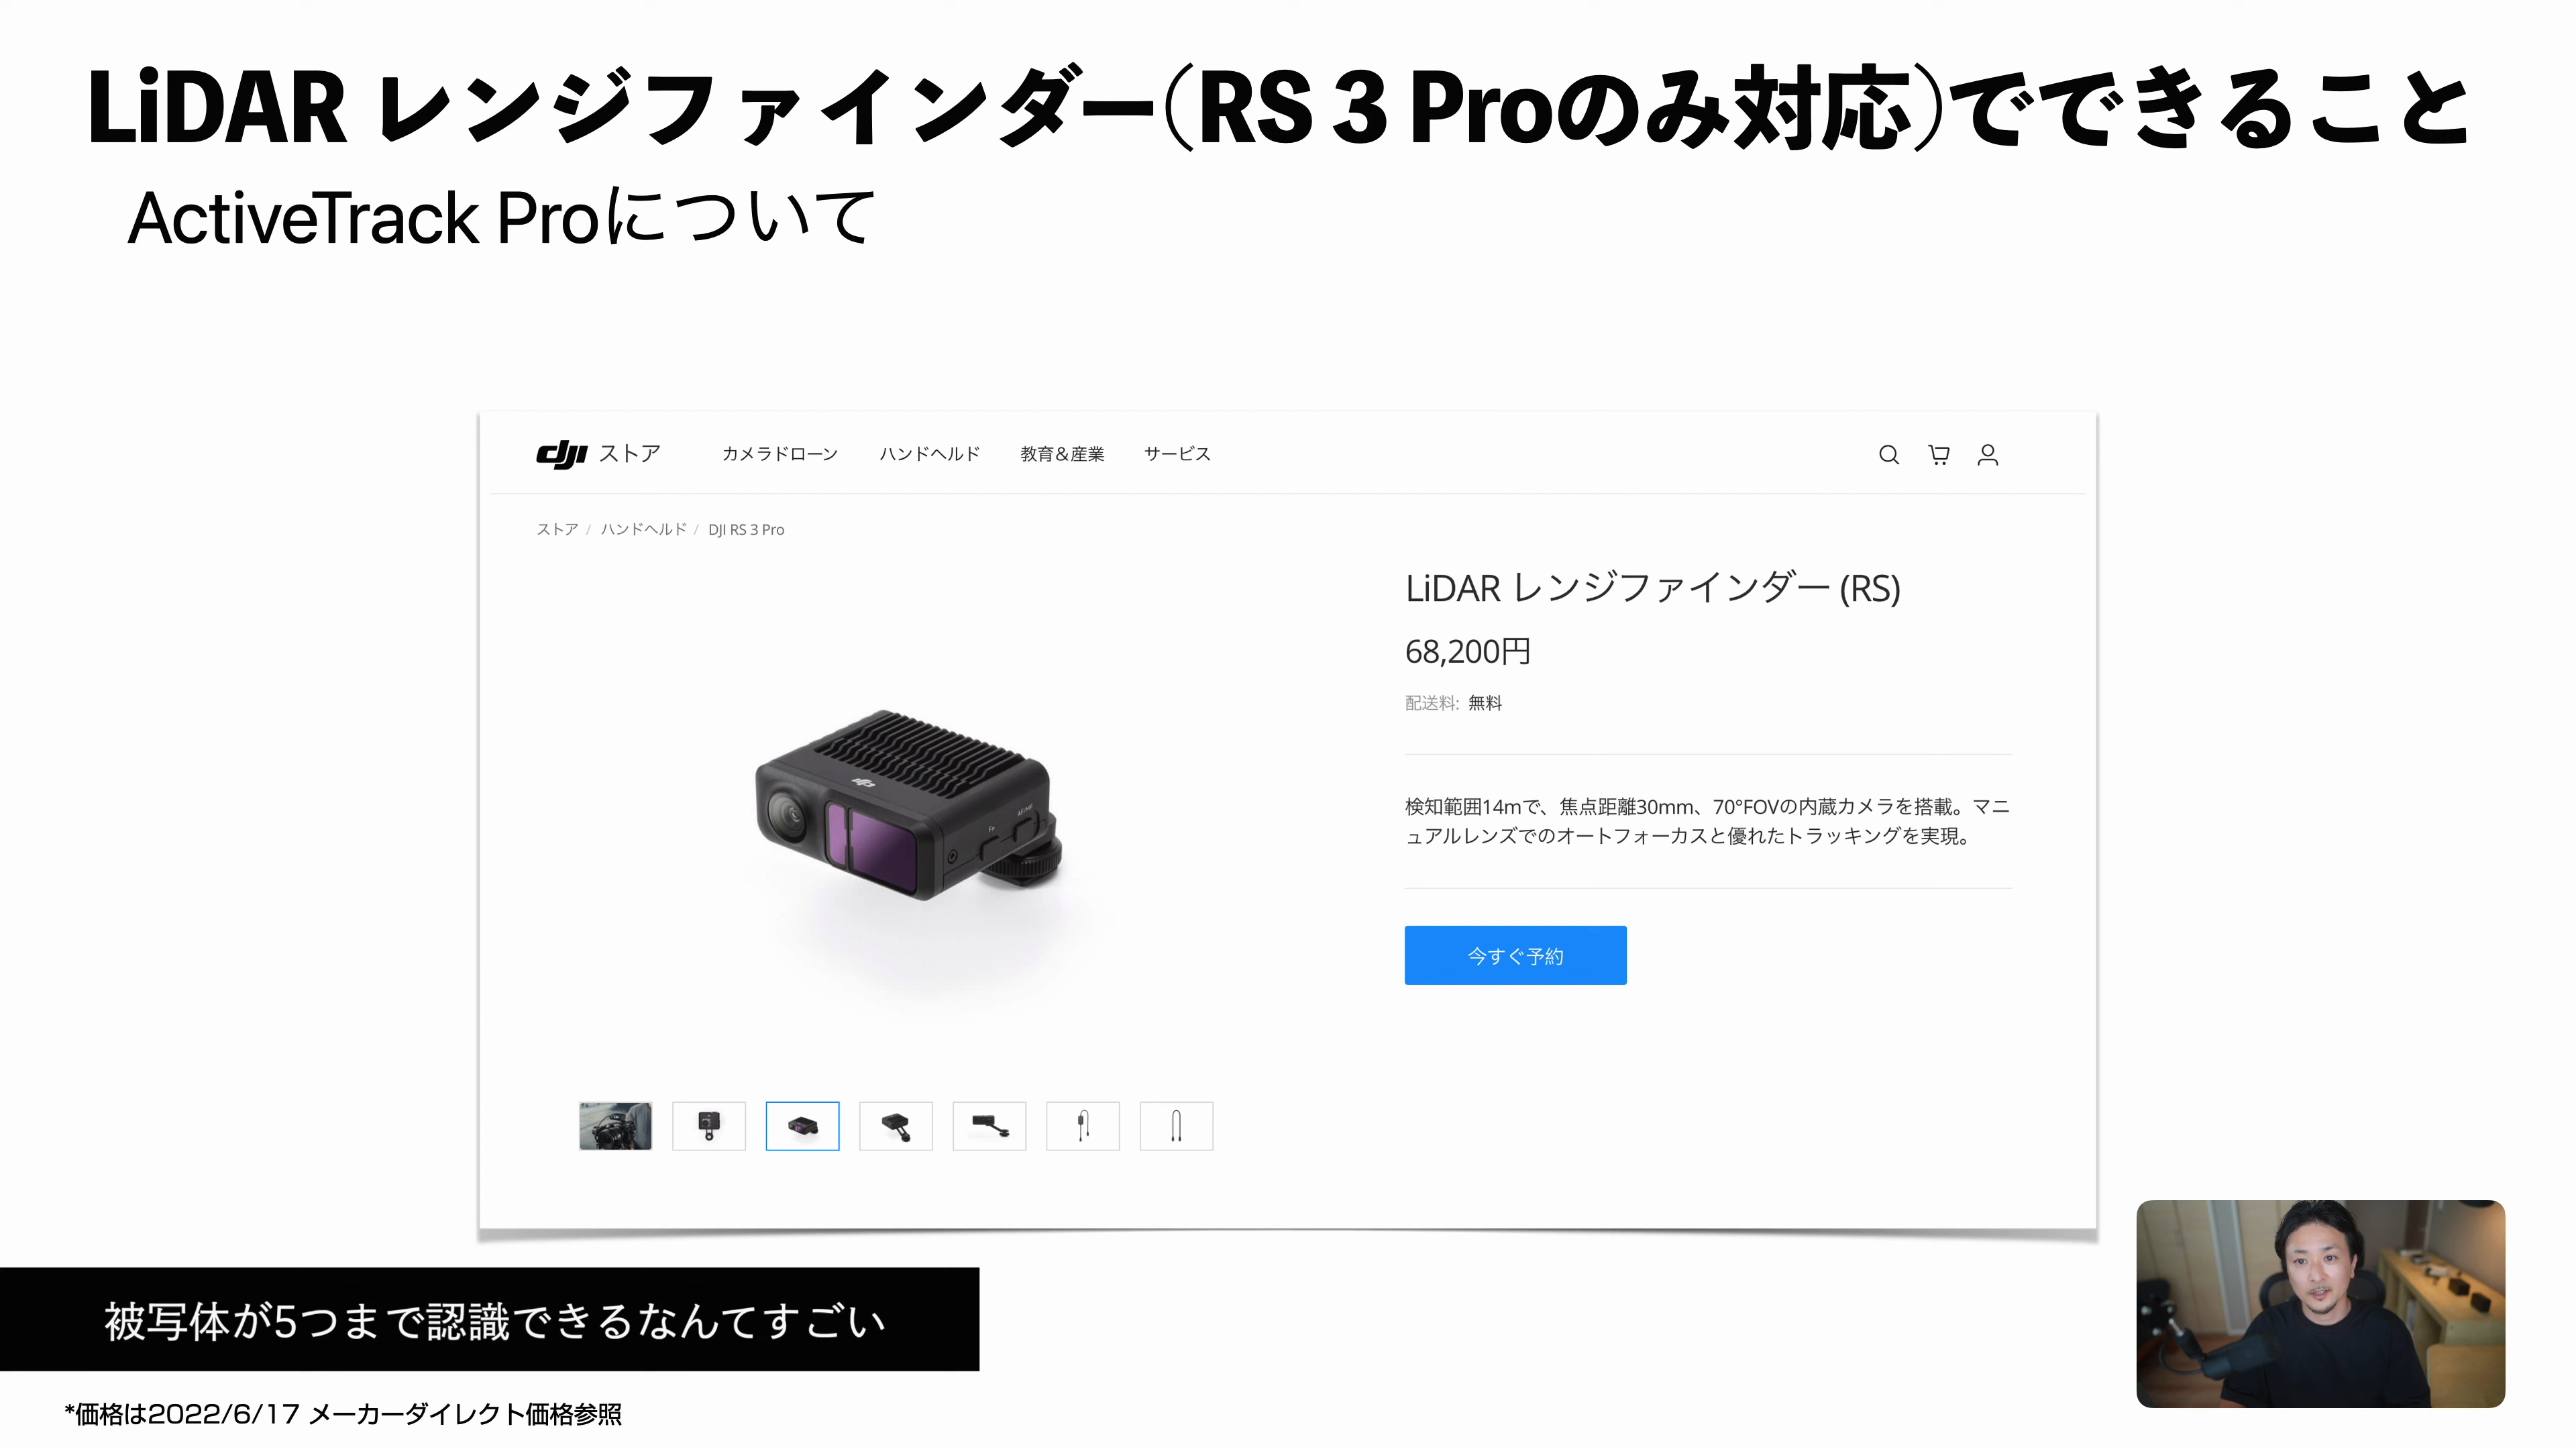 LiDAR レンジファインダー(RS 3 Proのみ対応)でできること
ActiveTrack Proについて
dji ストア カメラドローン ハンドヘルド 教育&産業 サービス
ストア / ハンドヘルド / DJI RS 3 Pro
LiDAR レンジファインダー (RS)
68,200円
配送料: 無料
検知範囲14mで、焦点距離30mm、70°FOVの内蔵カメラを搭載。マニ
ュアルレンズでのオートフォーカスと優れたトラッキングを実現。
今すぐ予約
dji
AF/MF
Fn
被写体が5つまで認識できるなんてすごい
*価格は2022/6/17 メーカーダイレクト価格参照